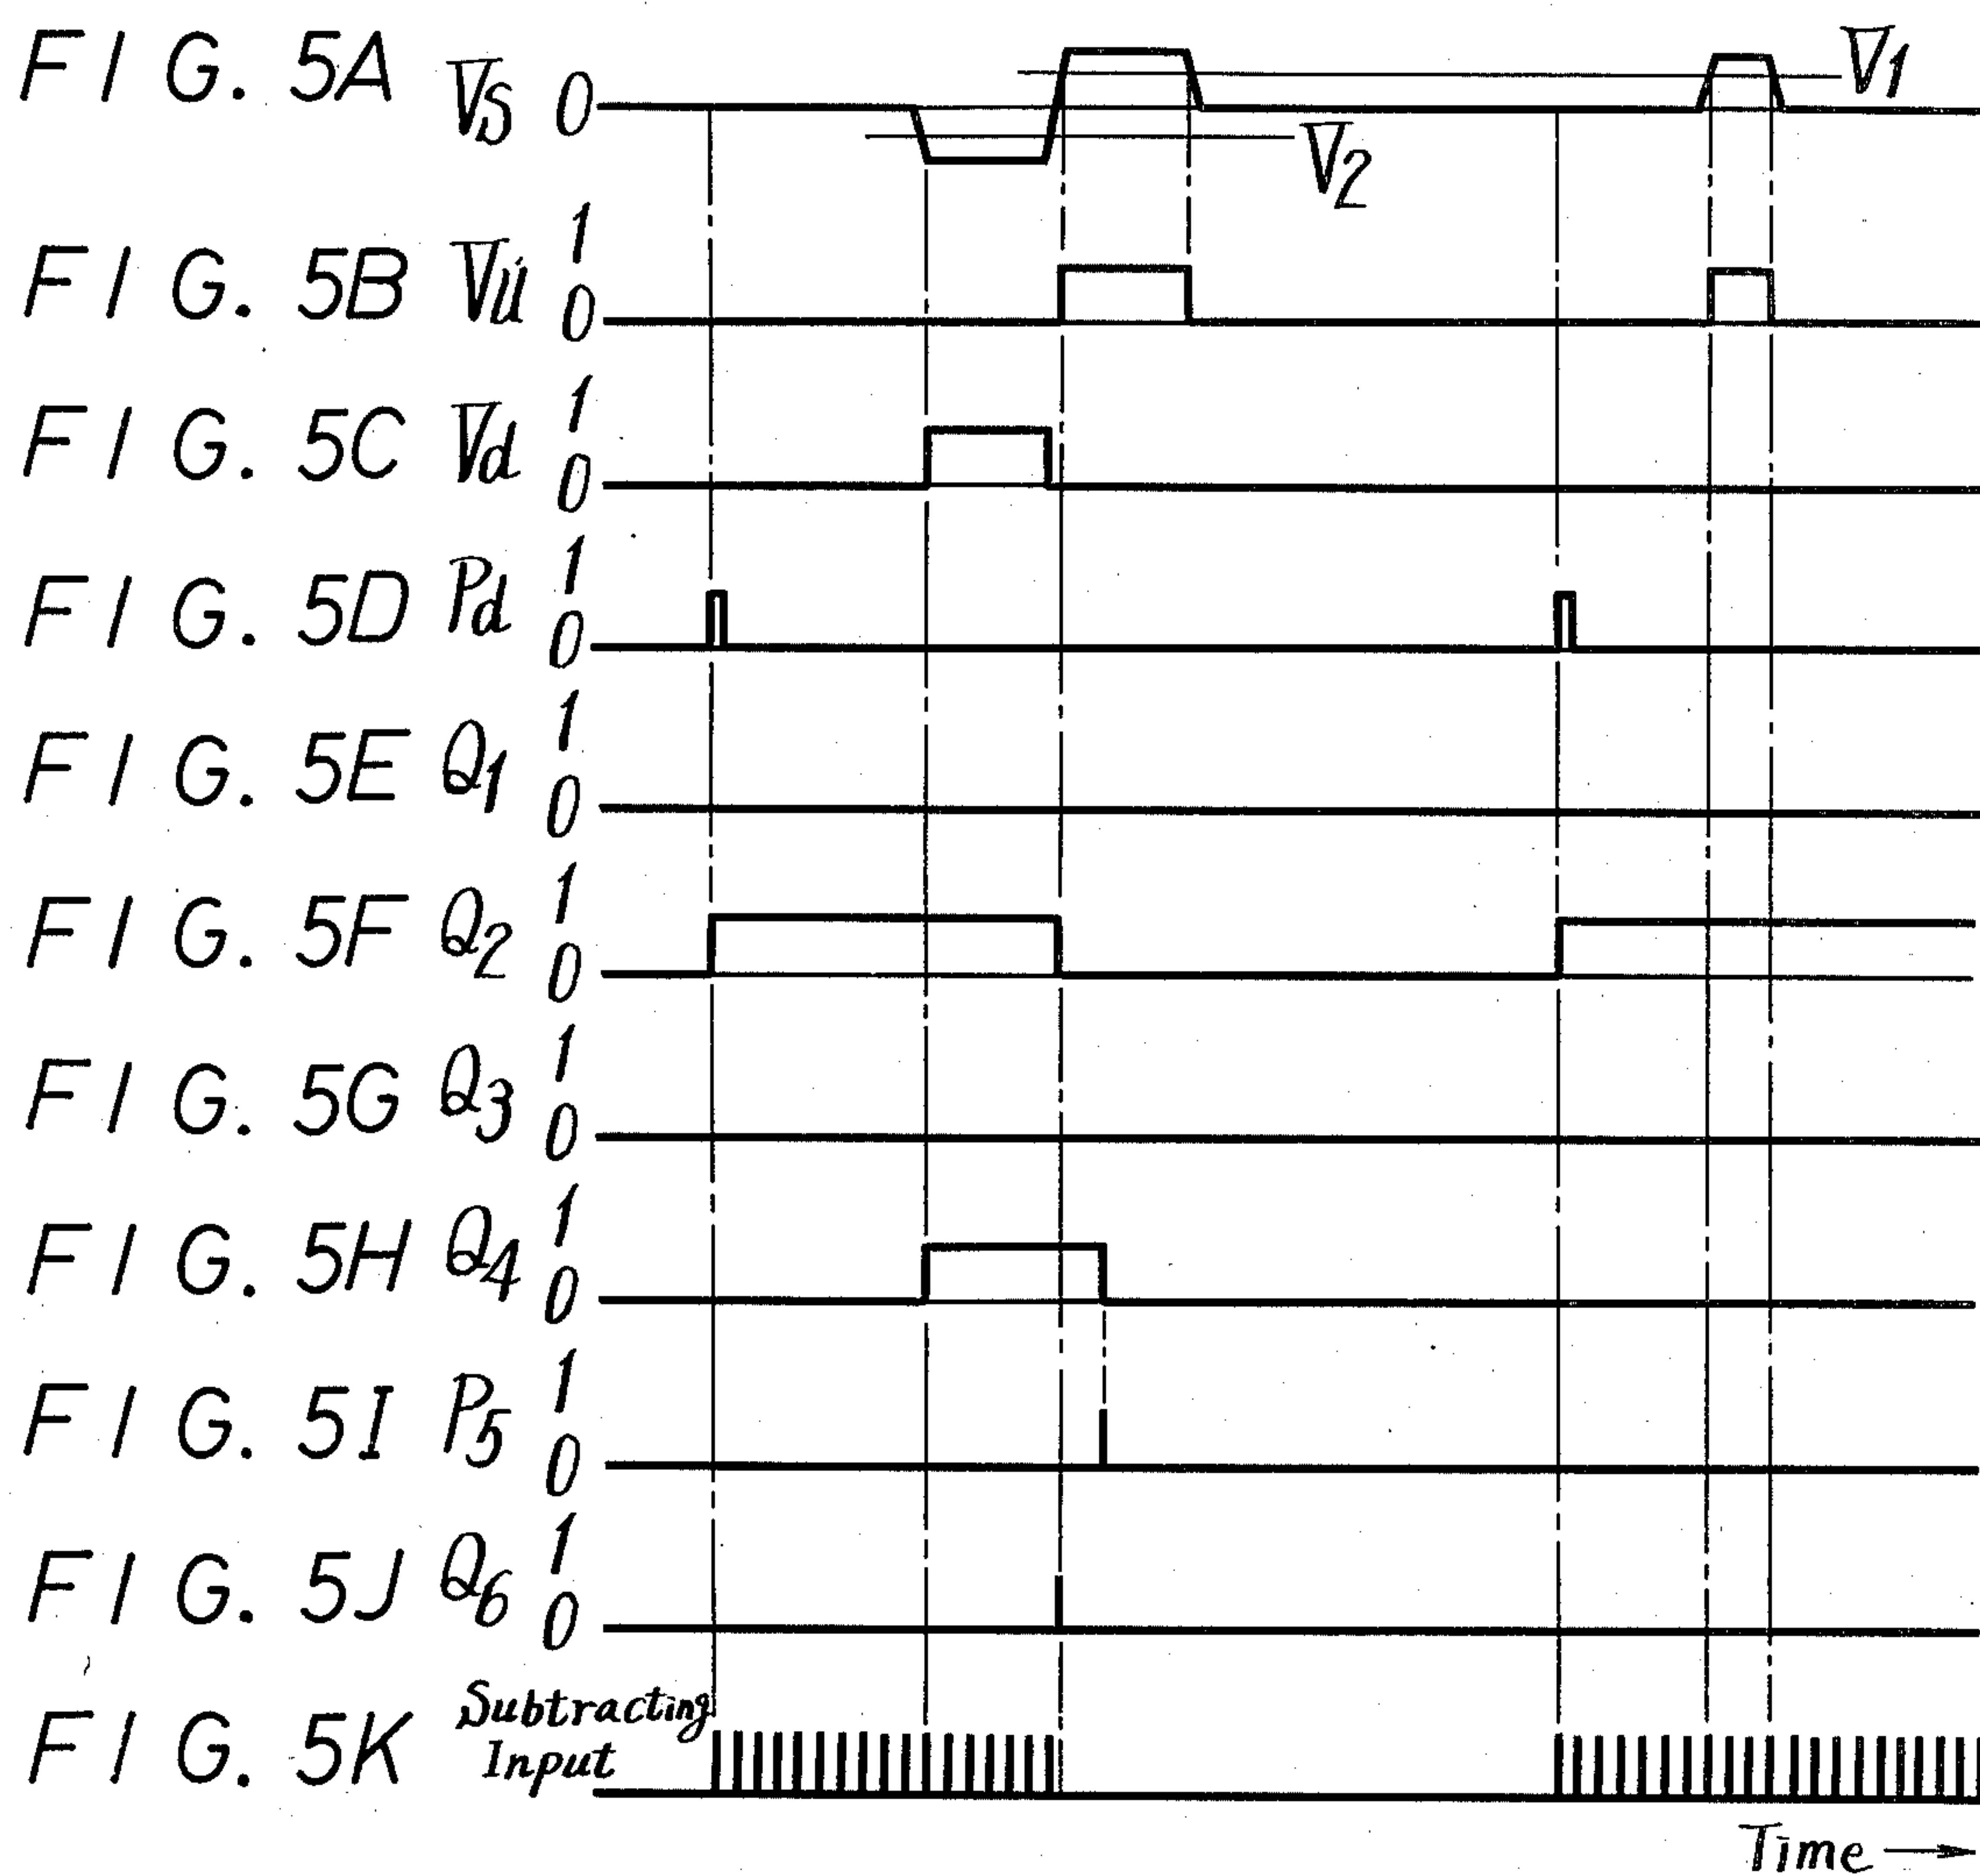 FIG. 5A Vs 0 V1
V2
FIG. 5B Vu 1 0
FIG. 5C Vd 1 0
FIG. 5D Pd 1 0
FIG. 5E Q1 1 0
FIG. 5F Q2 1 0
FIG. 5G Q3 1 0
FIG. 5H Q4 1 0
FIG. 5I P5 1 0
FIG. 5J Q6 1 0
FIG. 5K Subtracting
Input
Time